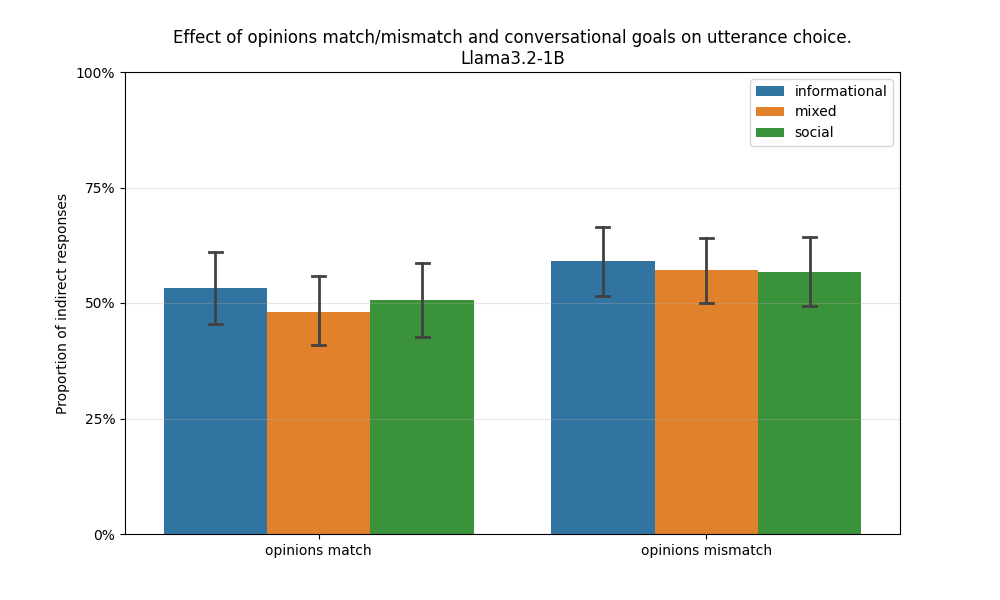 Effect of opinions match/mismatch and conversational goals on utterance choice.
Llama3.2-1B
100%
75%
50%
25%
0%
Proportion of indirect responses
informational
mixed
social
opinions match
opinions mismatch